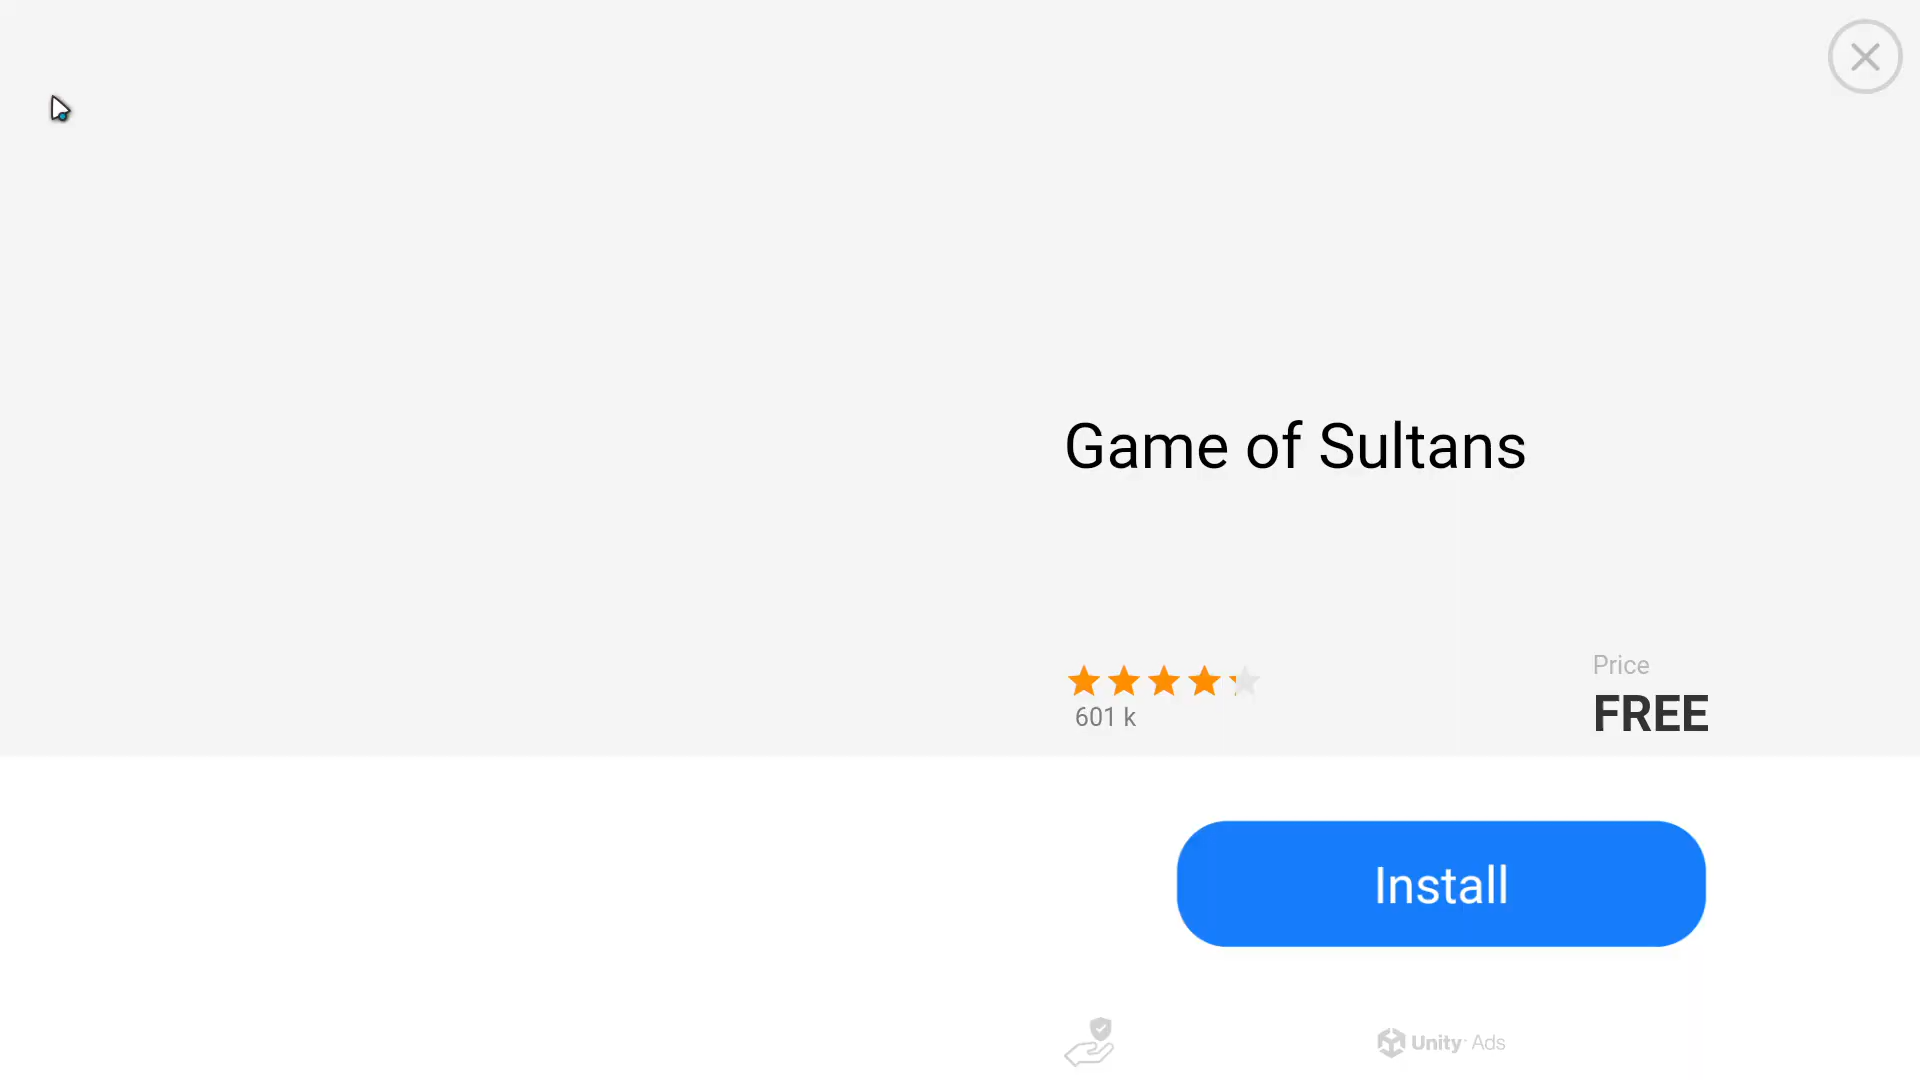 Game of Sultans
601 k
Price
FREE
Install
Unity Ads